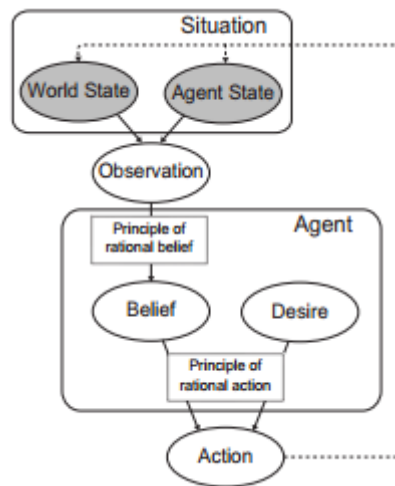 Situation
World State
Agent State
Observation
Agent
Principle of
rational belief
Belief
Desire
Principle of
rational action
Action